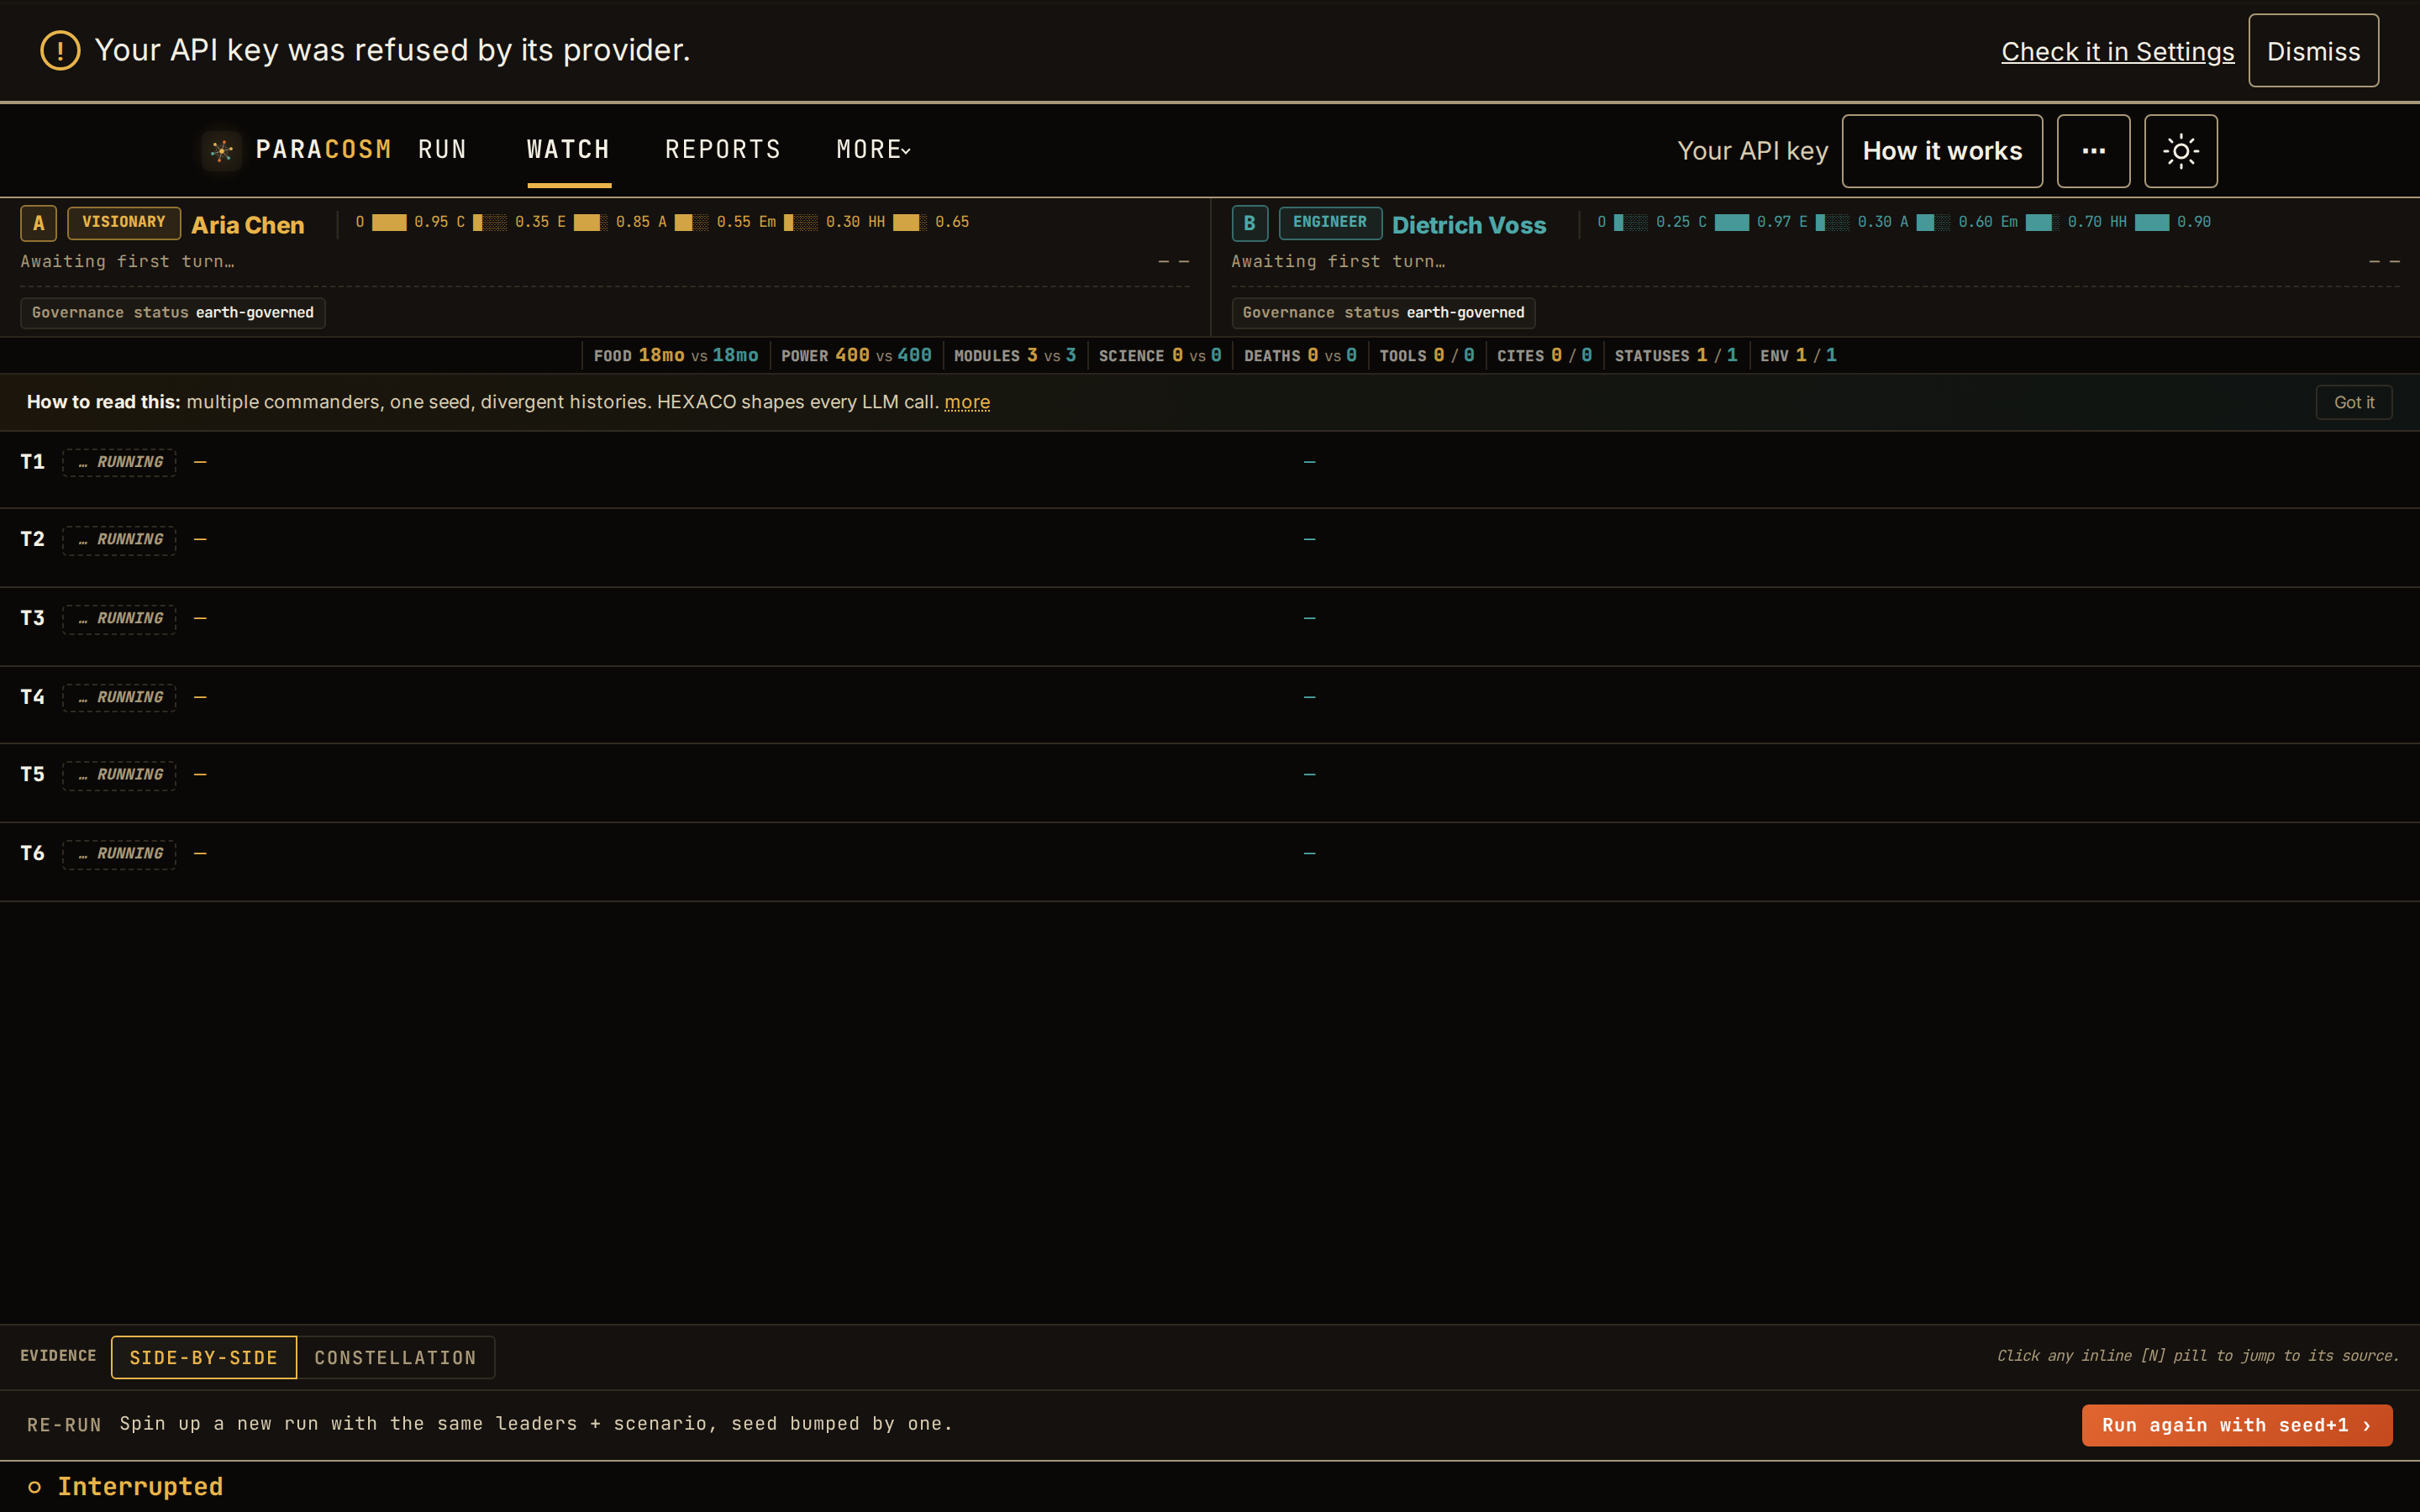 Your API key was refused by its provider. Check it in Settings Dismiss
PARACOSM RUN WATCH REPORTS MORE Your API key How it works ...
A VISIONARY Aria Chen O ████ 0.95 C █░░░ 0.35 E ███░ 0.85 A ██░░ 0.55 Em █░░░ 0.30 HH ███░ 0.65
Awaiting first turn… — —
Governance status earth-governed
B ENGINEER Dietrich Voss O █░░░ 0.25 C ████ 0.97 E █░░░ 0.30 A ██░░ 0.60 Em ███░ 0.70 HH ████ 0.90
Awaiting first turn… — —
Governance status earth-governed
FOOD 18mo vs 18mo POWER 400 vs 400 MODULES 3 vs 3 SCIENCE 0 vs 0 DEATHS 0 vs 0 TOOLS 0 / 0 CITES 0 / 0 STATUSES 1 / 1 ENV 1 / 1
How to read this: multiple commanders, one seed, divergent histories. HEXACO shapes every LLM call. more Got it
T1 … RUNNING — —
T2 … RUNNING — —
T3 … RUNNING — —
T4 … RUNNING — —
T5 … RUNNING — —
T6 … RUNNING — —
EVIDENCE SIDE-BY-SIDE CONSTELLATION Click any inline [N] pill to jump to its source.
RE-RUN Spin up a new run with the same leaders + scenario, seed bumped by one. Run again with seed+1 ›
○ Interrupted